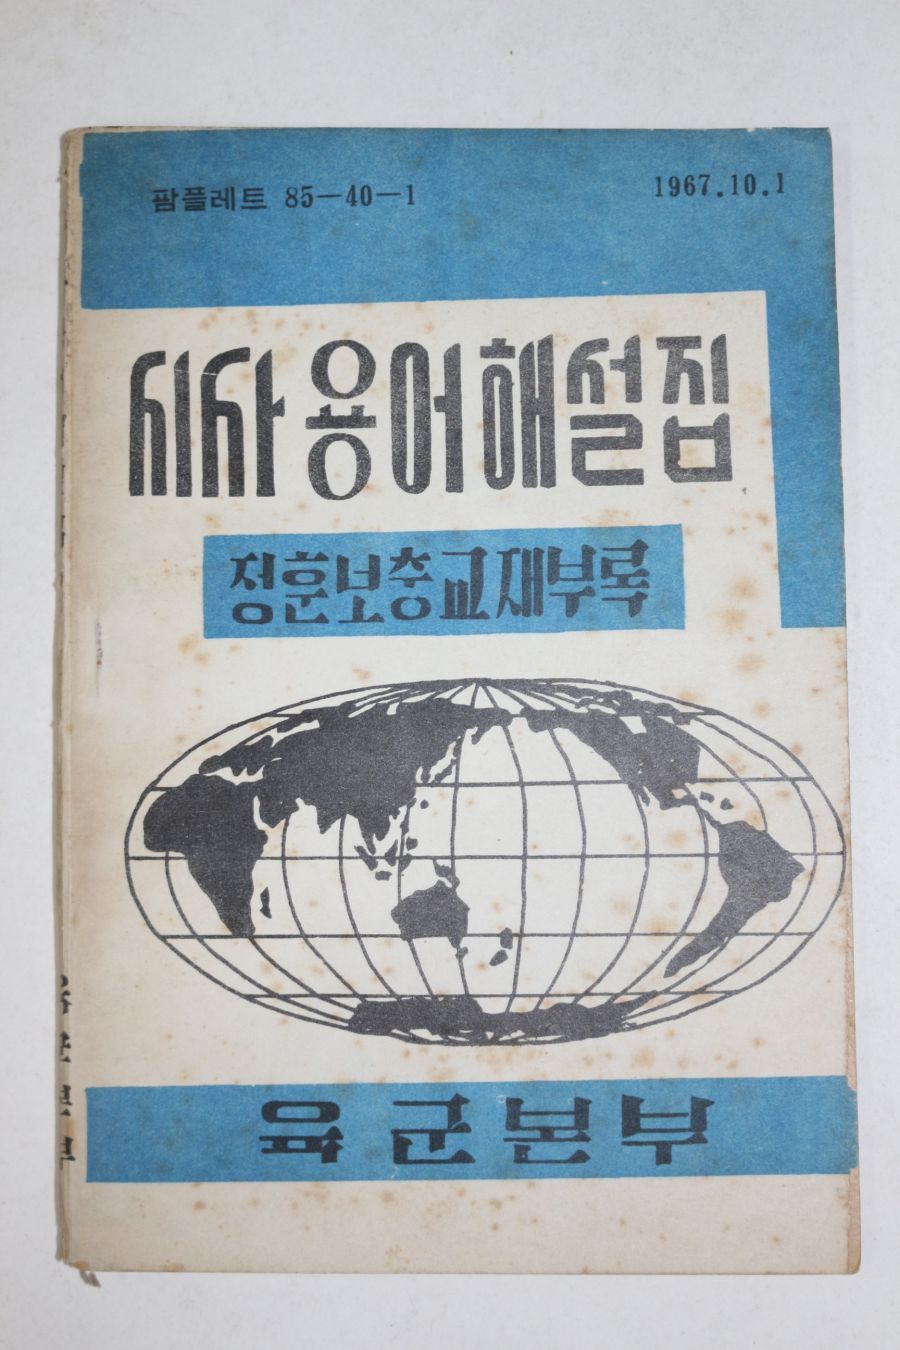 팜플레트 85-40-1
1967.10.1
시사용어해설집
정훈보충교재부록
육군본부